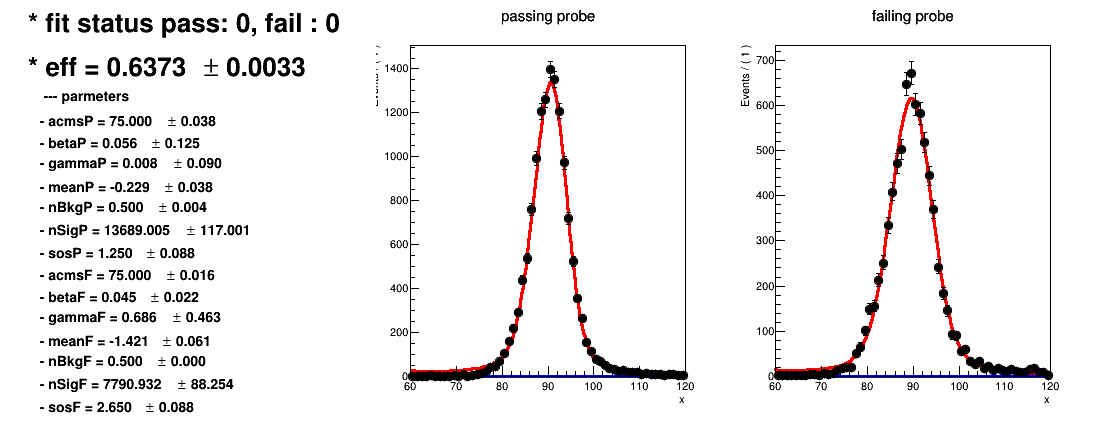 * fit status pass: 0, fail : 0
* eff = 0.6373 ± 0.0033
--- parmeters
- acmsP = 75.000 ± 0.038
- betaP = 0.056 ± 0.125
- gammaP = 0.008 ± 0.090
- meanP = -0.229 ± 0.038
- nBkgP = 0.500 ± 0.004
- nSigP = 13689.005 ± 117.001
- sosP = 1.250 ± 0.088
- acmsF = 75.000 ± 0.016
- betaF = 0.045 ± 0.022
- gammaF = 0.686 ± 0.463
- meanF = -1.421 ± 0.061
- nBkgF = 0.500 ± 0.000
- nSigF = 7790.932 ± 88.254
- sosF = 2.650 ± 0.088
passing probe
1400
1200
1000
800
600
400
200
0
60 70 80 90 100 110 120
x
failing probe
Events / ( 1 )
700
600
500
400
300
200
100
0
60 70 80 90 100 110 120
x